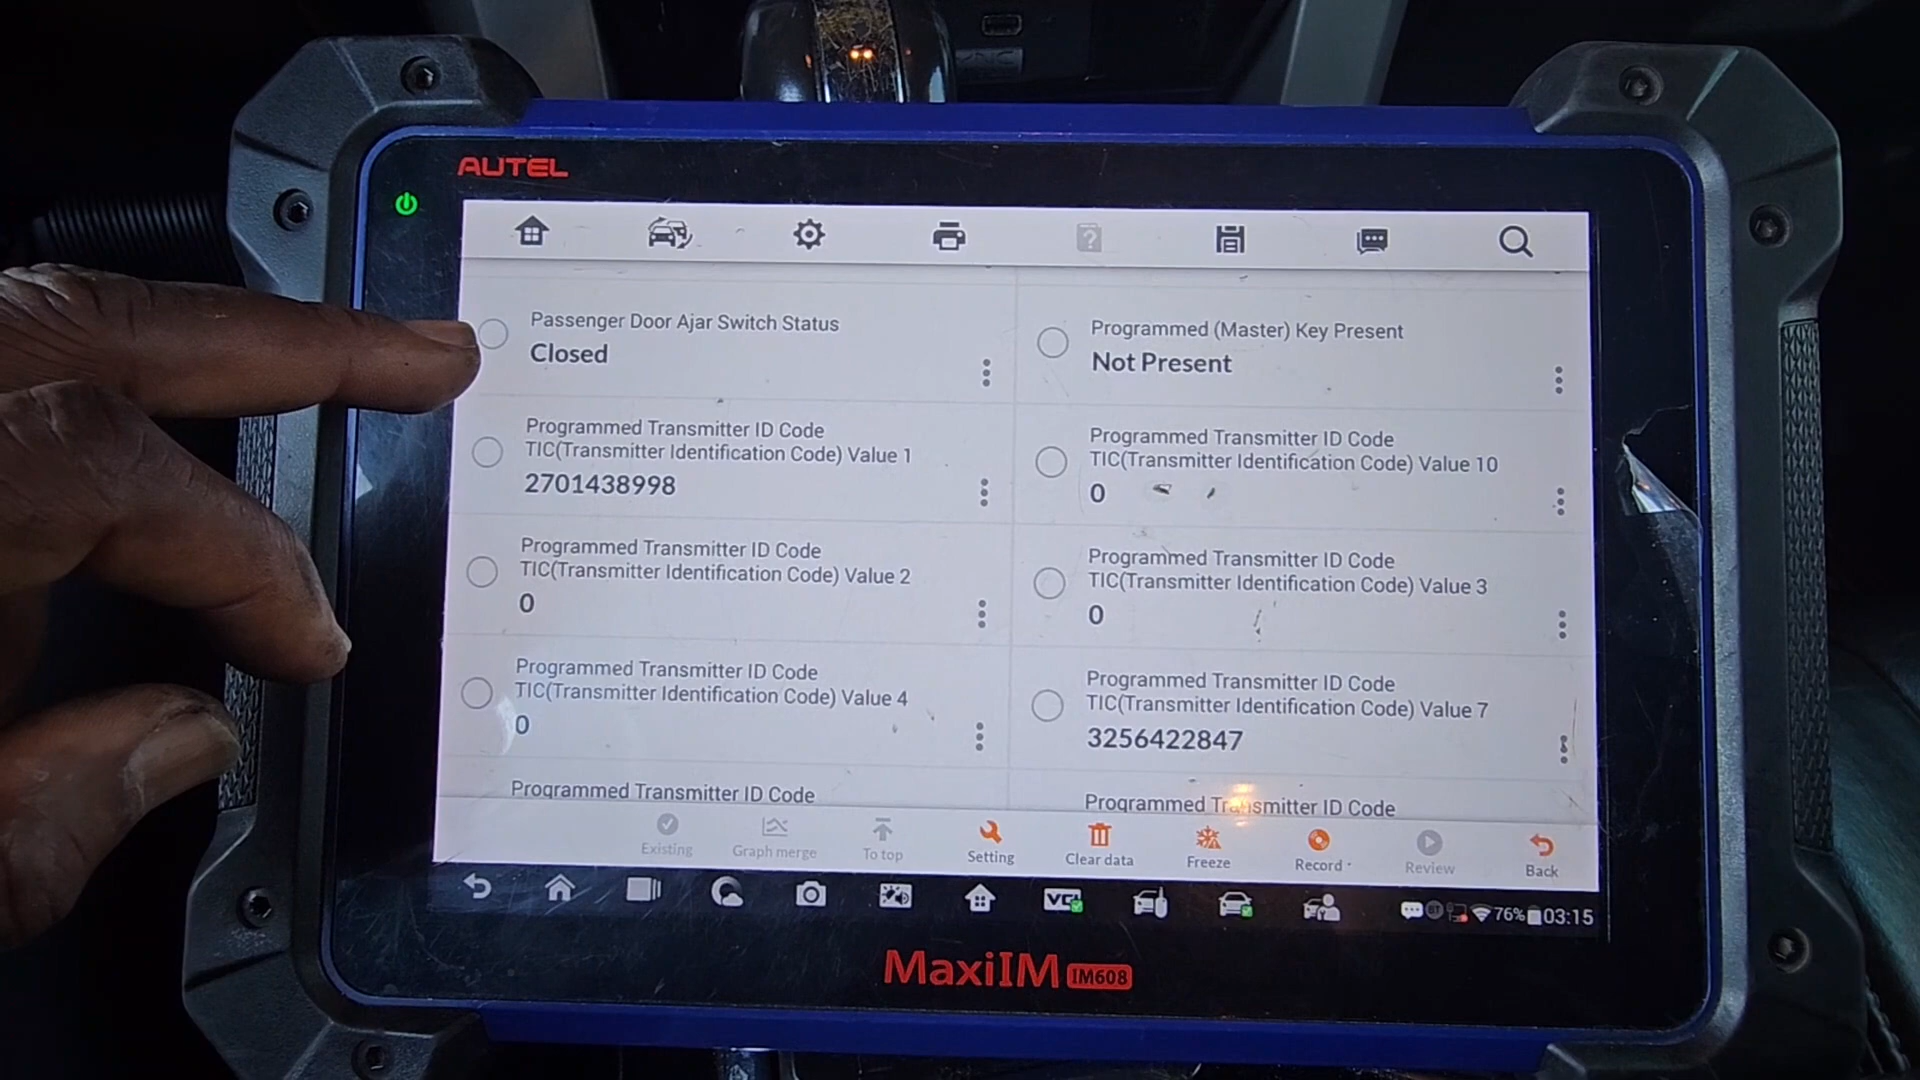 AUTEL
Passenger Door Ajar Switch Status
Closed
Programmed (Master) Key Present
Not Present
Programmed Transmitter ID Code
TIC(Transmitter Identification Code) Value 1
2701438998
Programmed Transmitter ID Code
TIC(Transmitter Identification Code) Value 10
0
Programmed Transmitter ID Code
TIC(Transmitter Identification Code) Value 2
0
Programmed Transmitter ID Code
TIC(Transmitter Identification Code) Value 3
0
Programmed Transmitter ID Code
TIC(Transmitter Identification Code) Value 4
0
Programmed Transmitter ID Code
TIC(Transmitter Identification Code) Value 7
3256422847
Programmed Transmitter ID Code
Programmed Transmitter ID Code
Existing
Graph merge
To top
Setting
Clear data
Freeze
Record
Review
Back
VCI
76%
03:15
MaxiIM IM608